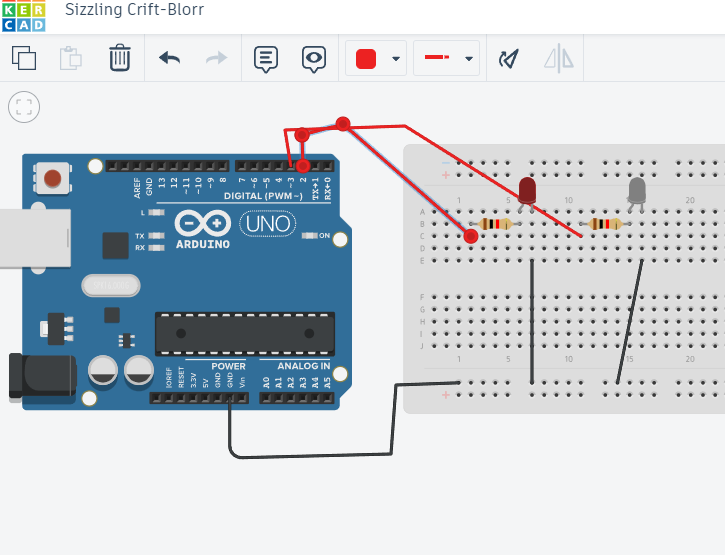 KER
CAD
Sizzling Crift-Blorr
AREF
GND
13
12
~11
~10
~9
8
7
~6
~5
4
~3
2
TX→1
RX←0
DIGITAL (PWM~)
L
TX
RX
UNO
ARDUINO
ON
POWER
ANALOG IN
IOREF
RESET
3.3V
5V
GND
GND
Vin
A0
A1
A2
A3
A4
A5
1 5 10 15 20
A
B
C
D
E
F
G
H
I
J
1 5 10 15 20